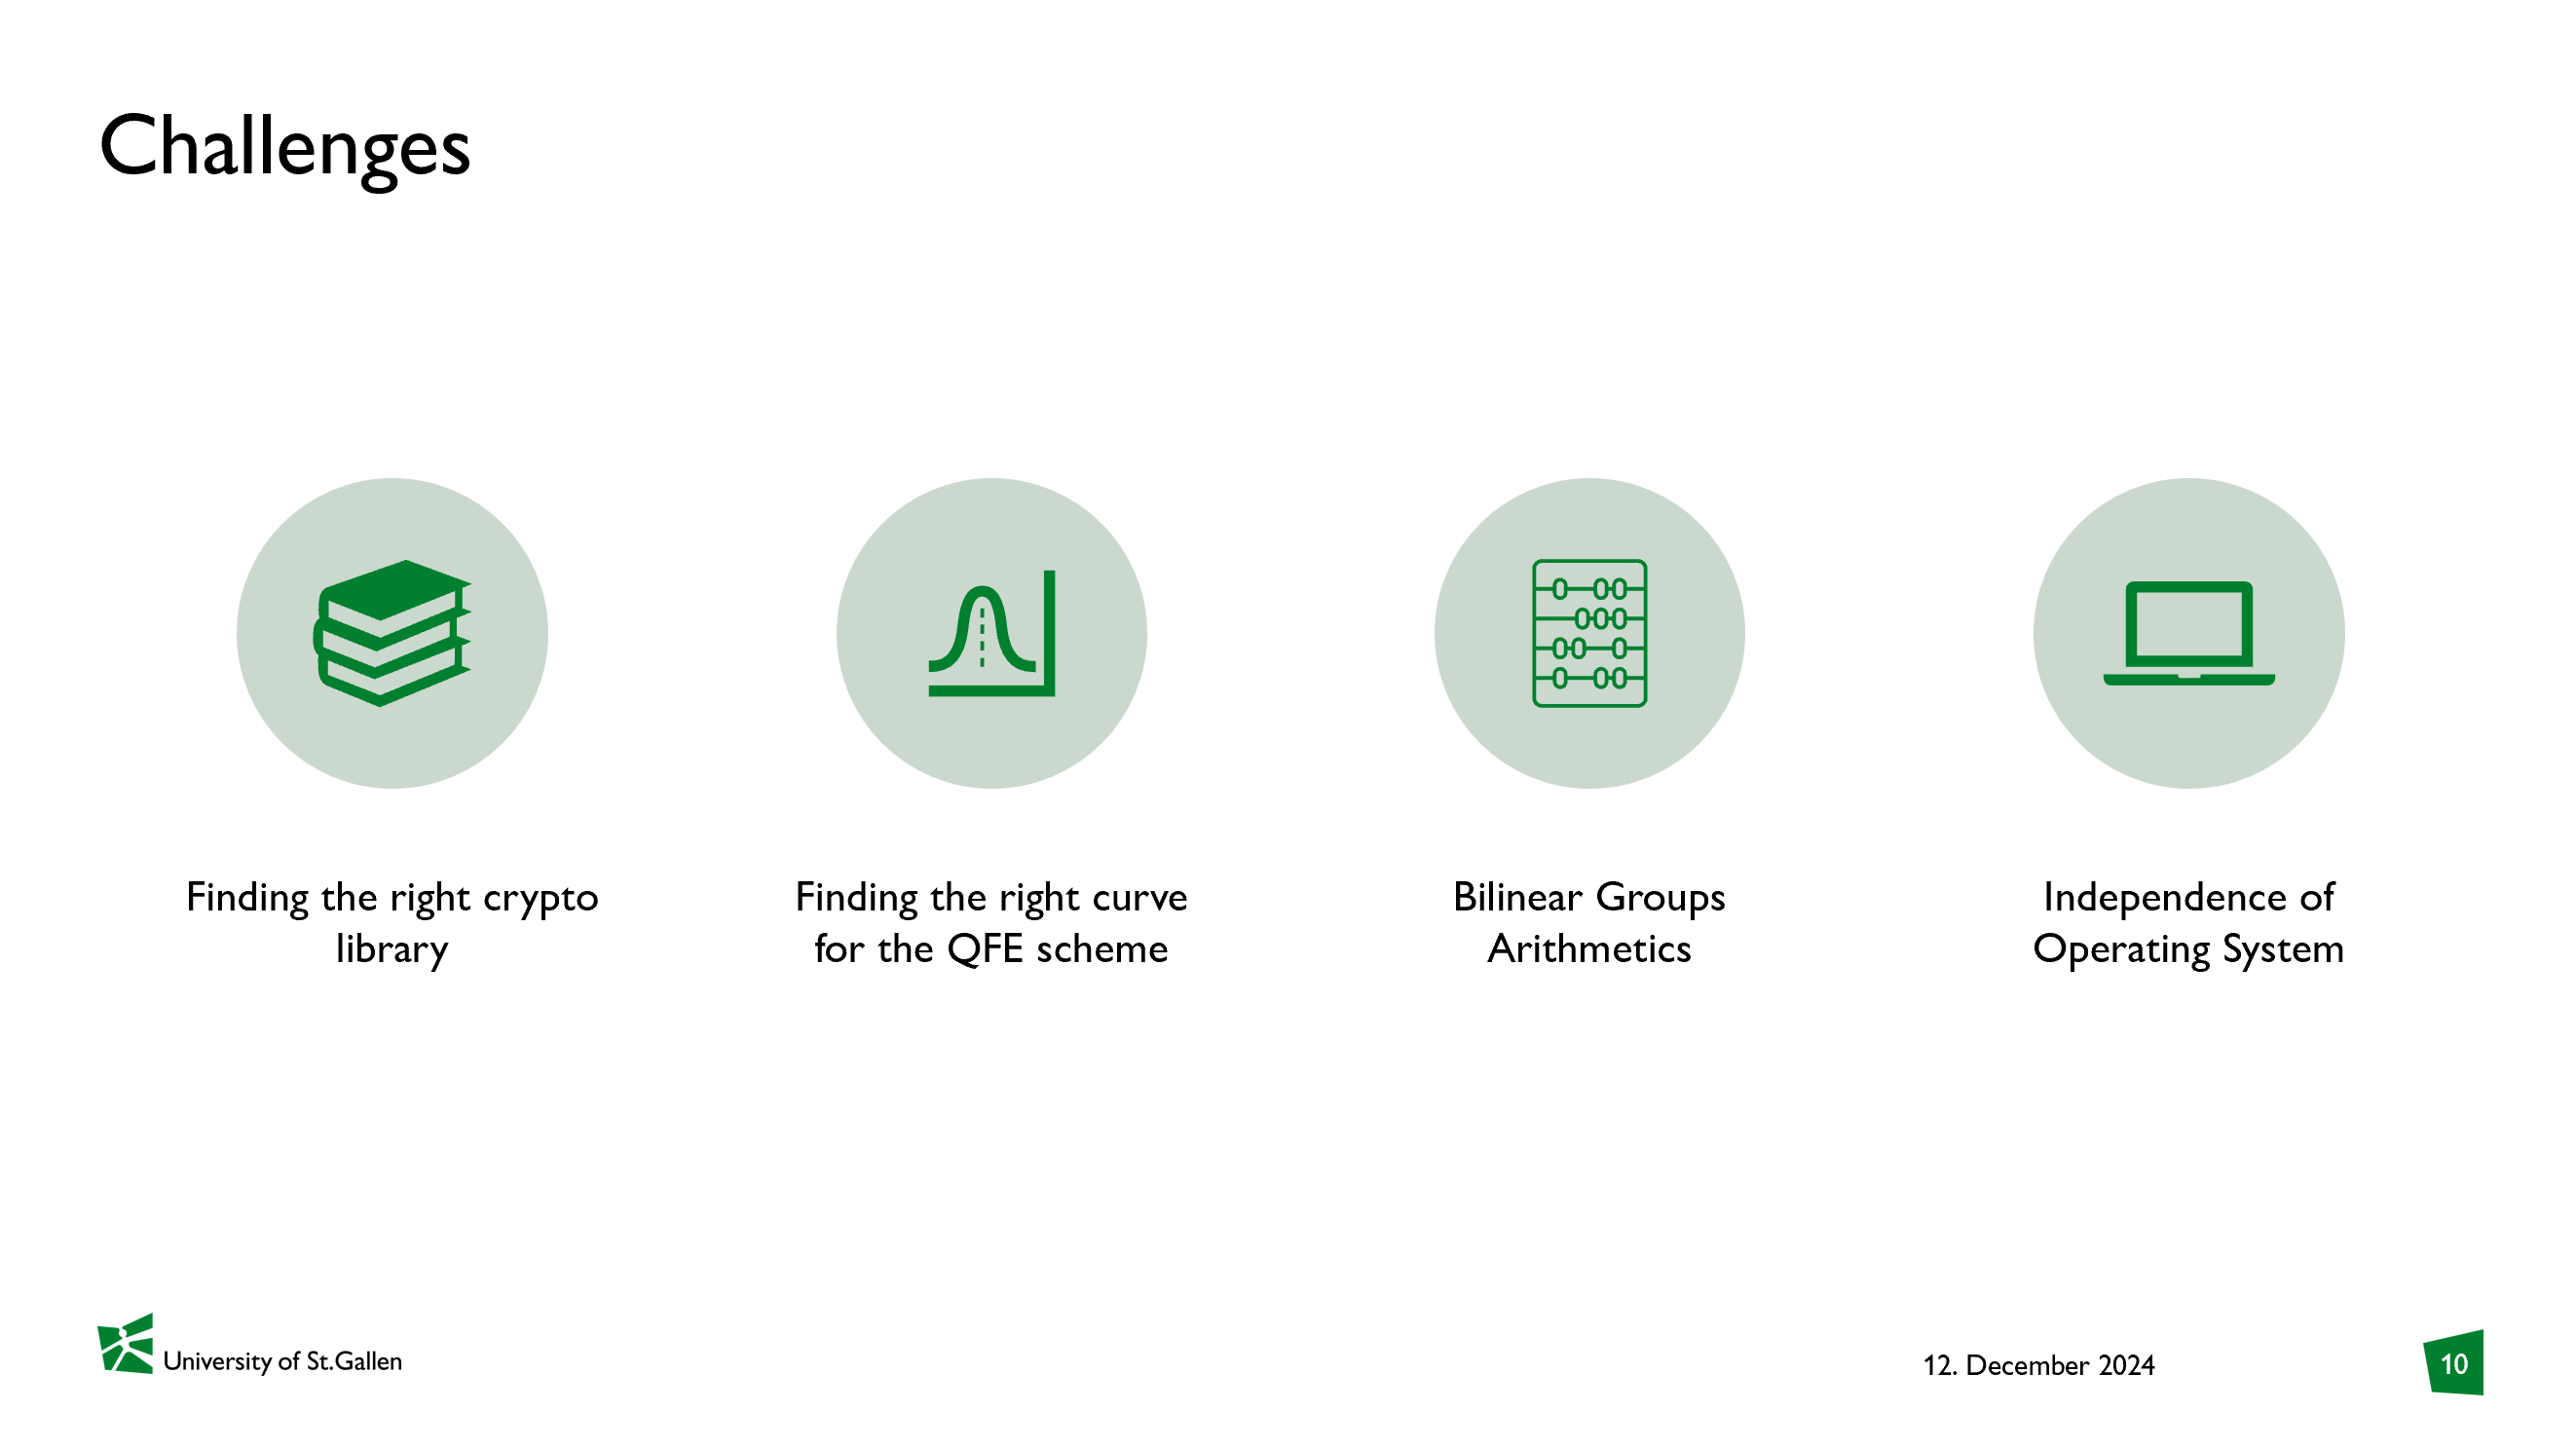 Challenges
Finding the right crypto
library
Finding the right curve
for the QFE scheme
Bilinear Groups
Arithmetics
Independence of
Operating System
University of St.Gallen
12. December 2024
10